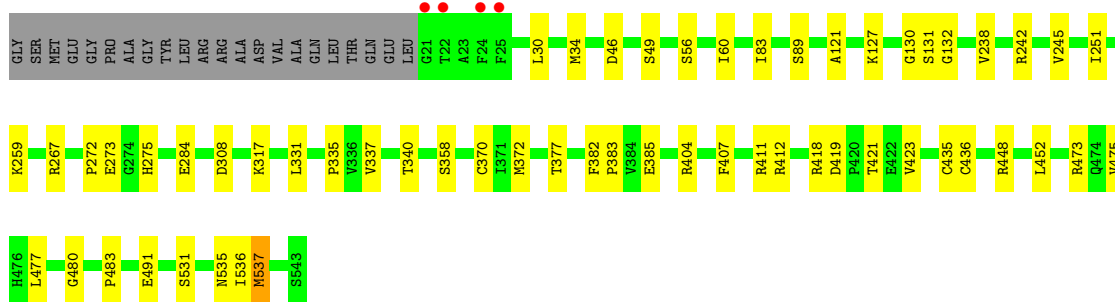 GLY SER MET GLU GLY PRO ALA GLY TYR LEU ARG ARG ALA ASP VAL ALA GLN LEU THR GLN GLU LEU G21 T22 A23 F24 F25 L30 M34 D46 S49 S56 I60 I83 S89 A121 K127 G130 S131 G132 V238 R242 V245 I251
K259 R267 P272 E273 G274 H275 E284 D308 K317 L331 P335 V336 V337 T340 S358 C370 I371 M372 T377 F382 P383 V384 E385 R404 F407 R411 R412 R418 D419 P420 T421 E422 V423 C435 C436 R448 L452 R473 Q474 V475
H476 L477 G480 P483 E491 S531 N535 I536 M537 S543